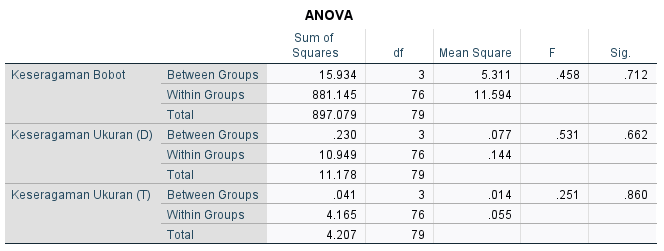 ANOVA
Sum of Squares df Mean Square F Sig.
Keseragaman Bobot Between Groups 15.934 3 5.311 .458 .712
Within Groups 881.145 76 11.594
Total 897.079 79
Keseragaman Ukuran (D) Between Groups .230 3 .077 .531 .662
Within Groups 10.949 76 .144
Total 11.178 79
Keseragaman Ukuran (T) Between Groups .041 3 .014 .251 .860
Within Groups 4.165 76 .055
Total 4.207 79